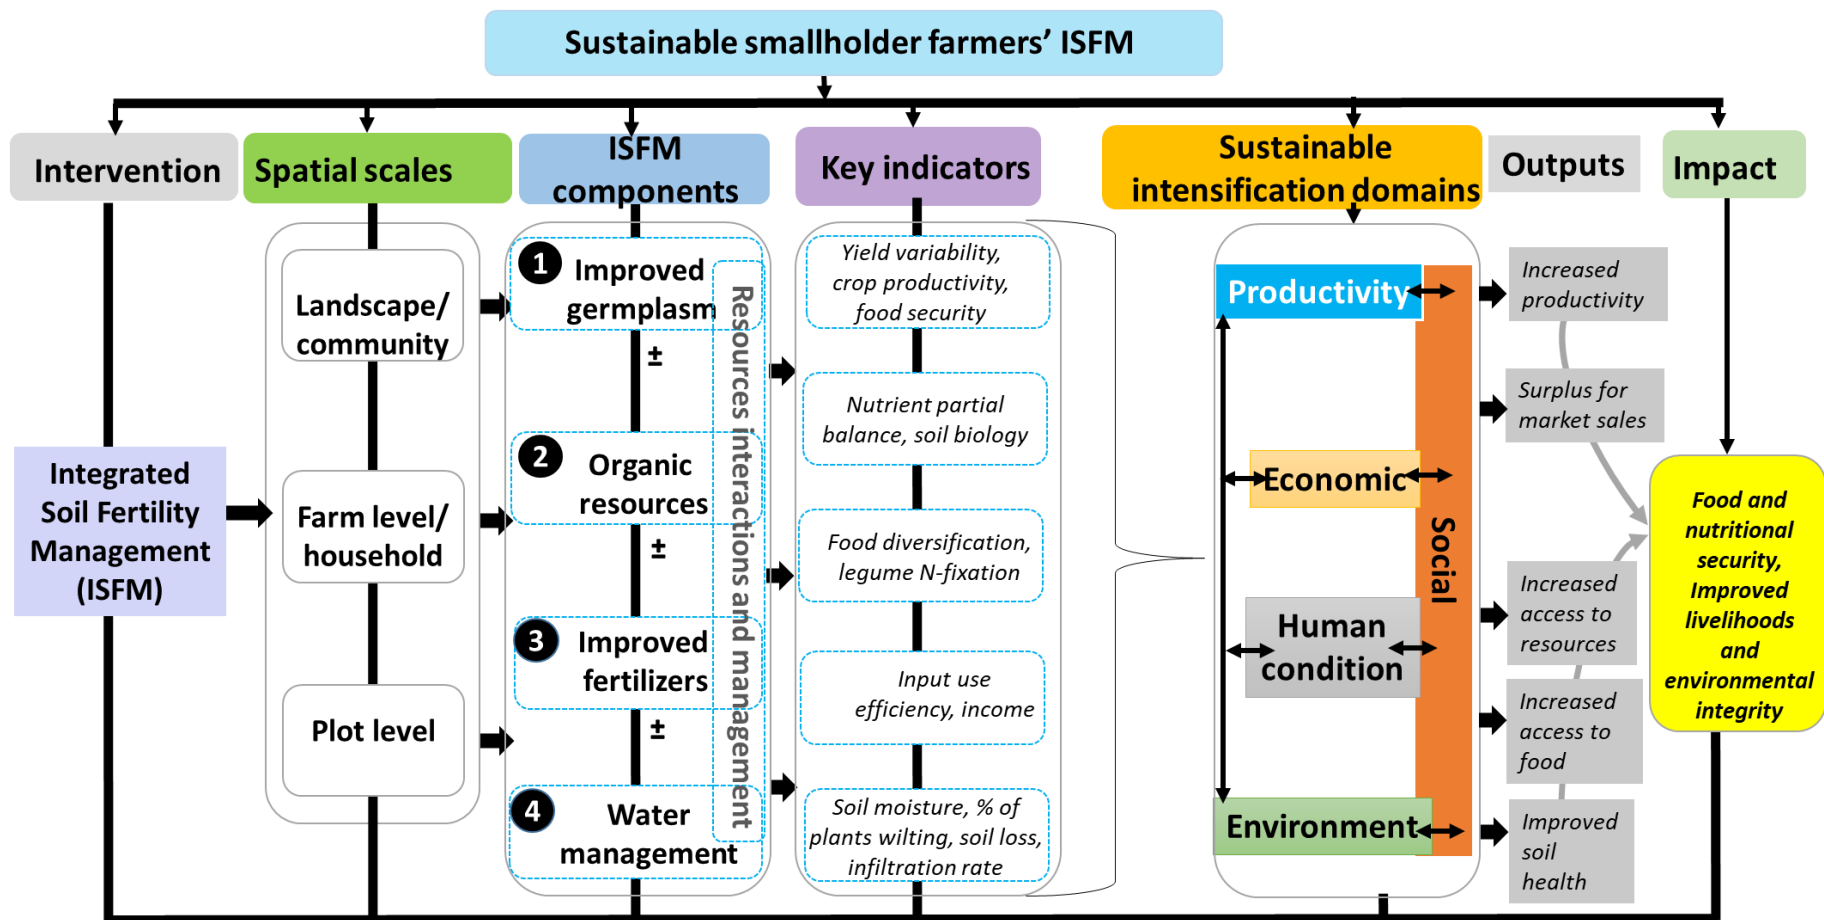 Sustainable smallholder farmers’ ISFM
Intervention
Spatial scales
ISFM
components
Key indicators
Sustainable
intensification domains
Outputs
Impact
Integrated
Soil Fertility
Management
(ISFM)
Landscape/
community
Farm level/
household
Plot level
1
Improved
germplasm
±
2
Organic
resources
±
3
Improved
fertilizers
±
4
Water
management
Resources interactions and management
Yield variability,
crop productivity,
food security
Nutrient partial
balance, soil biology
Food diversification,
legume N-fixation
Input use
efficiency, income
Soil moisture, % of
plants wilting, soil loss,
infiltration rate
Productivity
Economic
Human
condition
Environment
Social
Increased
productivity
Surplus for
market sales
Increased
access to
resources
Increased
access to
food
Improved
soil
health
Food and
nutritional
security,
Improved
livelihoods
and
environmental
integrity